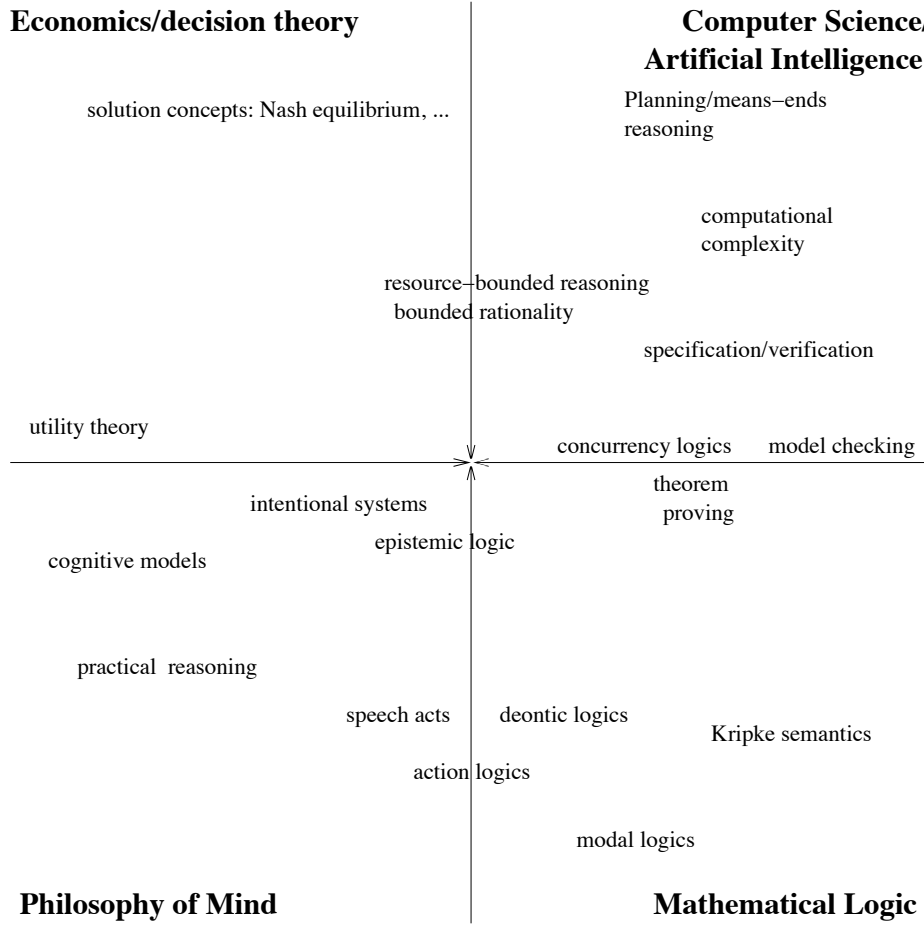 Economics/decision theory
Computer Science/
Artificial Intelligence
solution concepts: Nash equilibrium, ...
Planning/means−ends
reasoning
computational
complexity
resource−bounded reasoning
bounded rationality
specification/verification
utility theory
concurrency logics
model checking
theorem
proving
intentional systems
epistemic logic
cognitive models
practical reasoning
speech acts
deontic logics
Kripke semantics
action logics
modal logics
Philosophy of Mind
Mathematical Logic